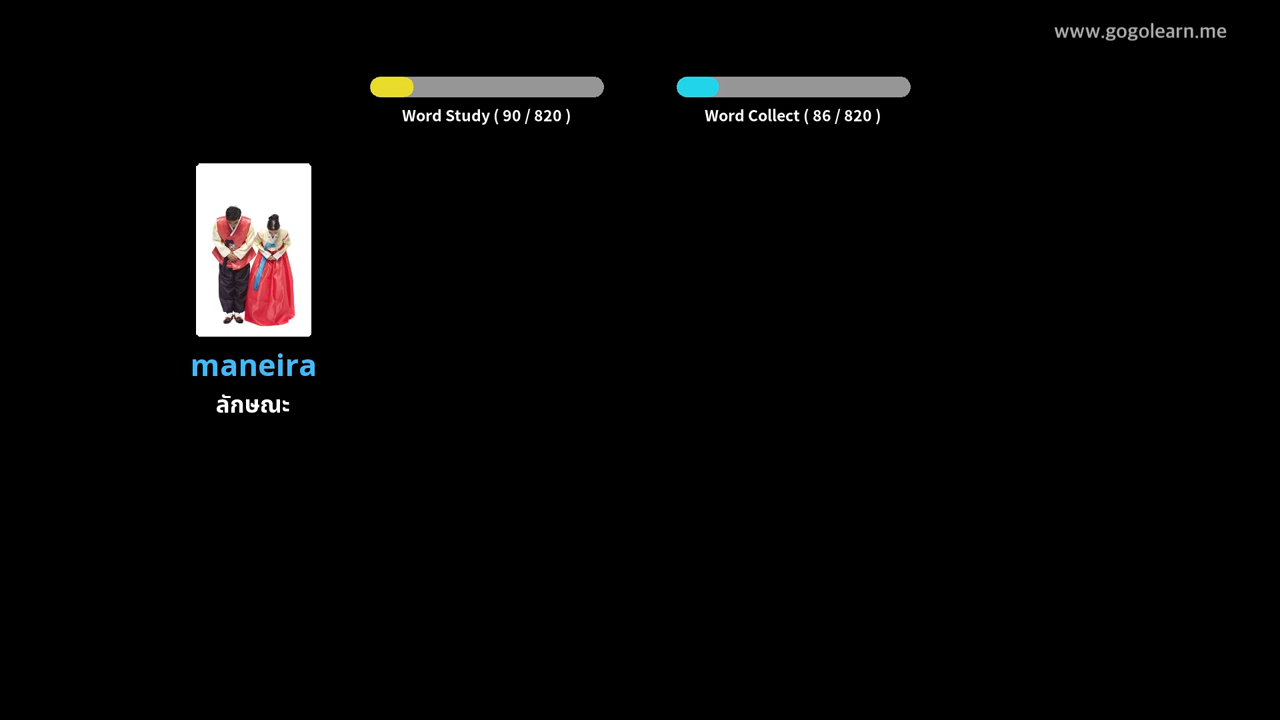 www.gogolearn.me
Word Study ( 90 / 820 )
Word Collect ( 86 / 820 )
maneira
ลักษณะ